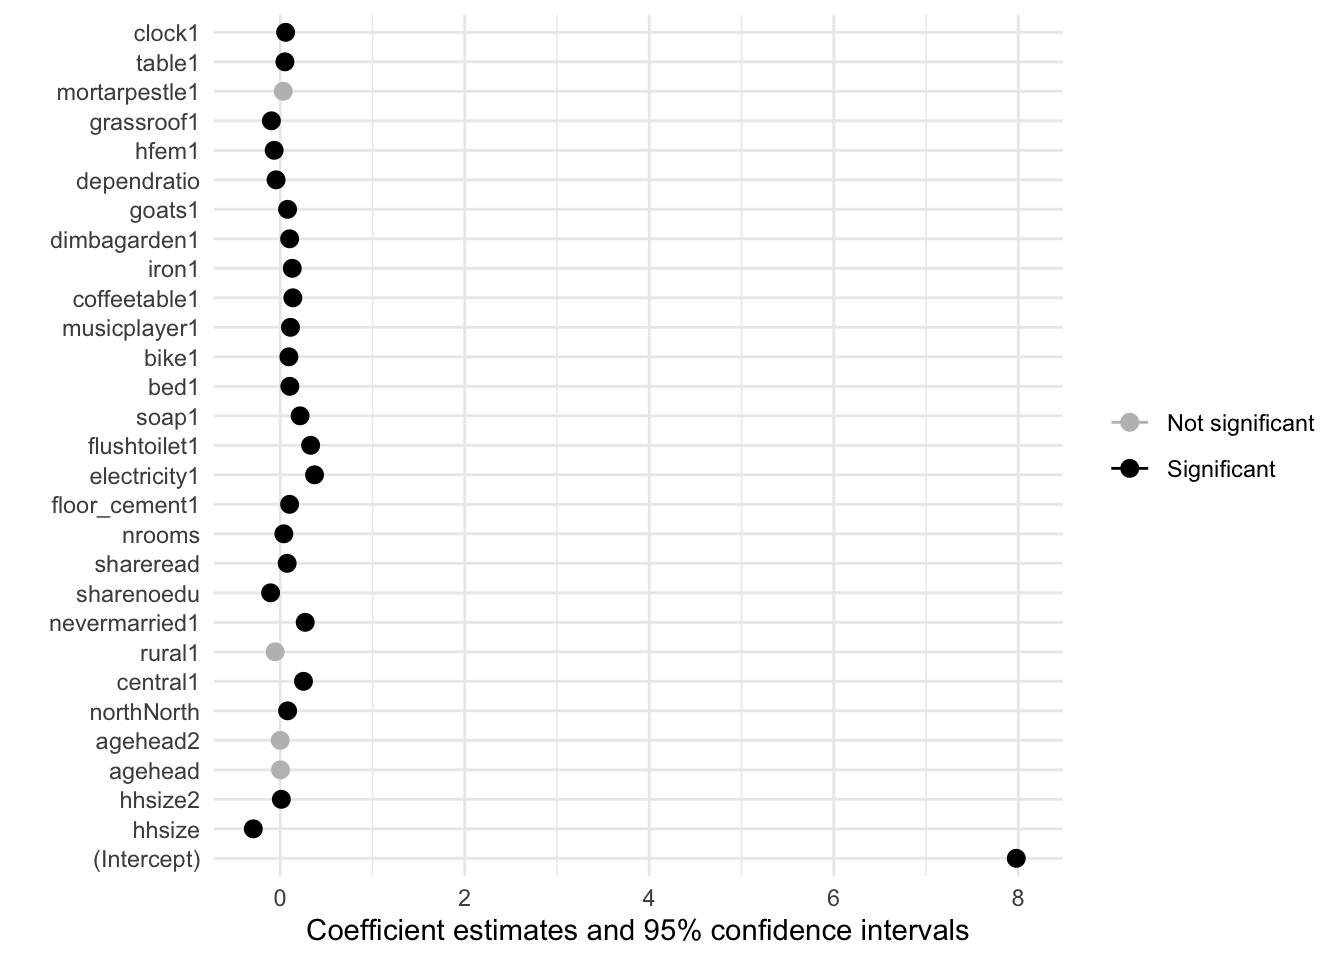 clock1
table1
mortarpestle1
grassroof1
hfem1
dependratio
goats1
dimbagarden1
iron1
coffeetable1
musicplayer1
bike1
bed1
soap1
flushtoilet1
electricity1
floor_cement1
nrooms
shareread
sharenoedu
nevermarried1
rural1
central1
northNorth
agehead2
agehead
hhsize2
hhsize
(Intercept)
0 2 4 6 8
Coefficient estimates and 95% confidence intervals
Not significant
Significant